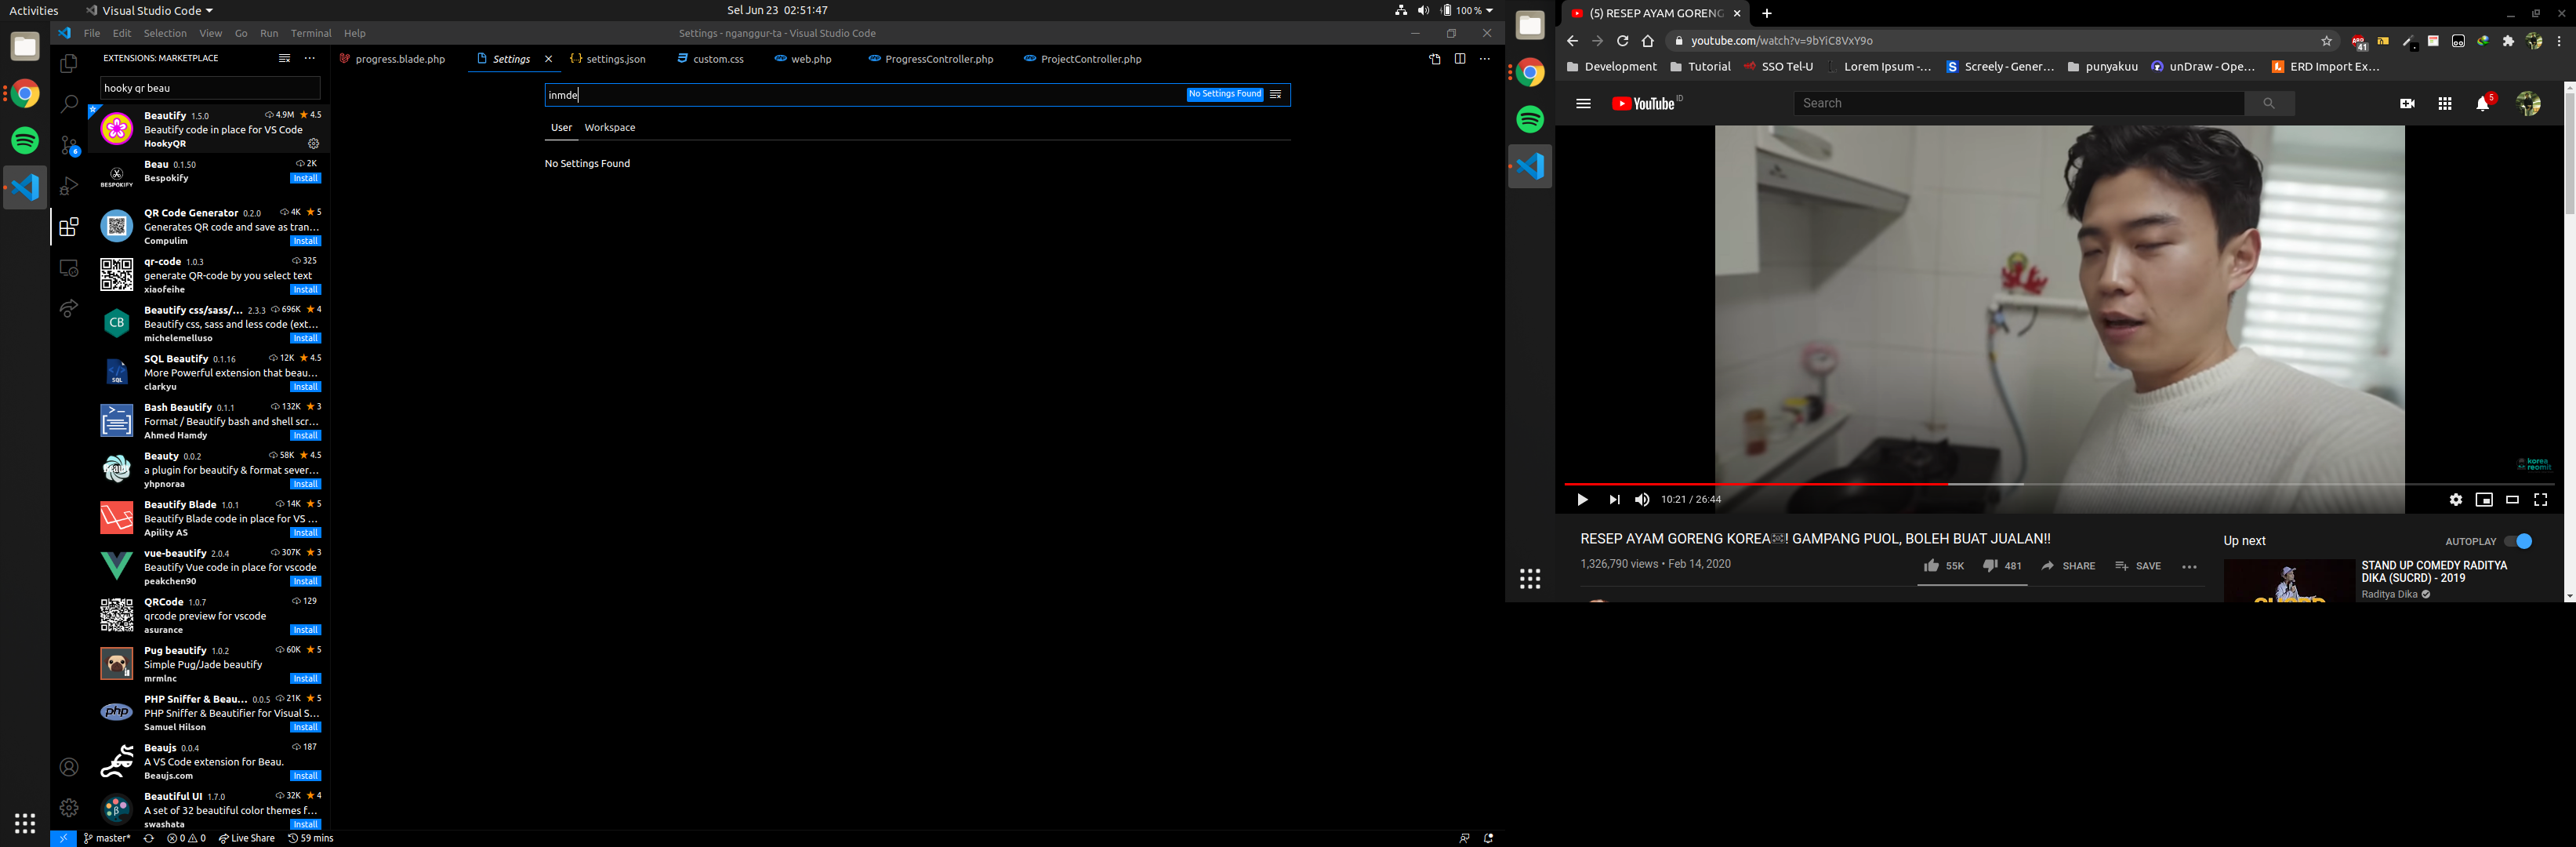 Activities
Visual Studio Code
Sel Jun 23 02:51:47
100 %
File Edit Selection View Go Run Terminal Help
Settings - nganggur-ta - Visual Studio Code
EXTENSIONS: MARKETPLACE
hooky qr beau
Beautify 1.5.0 4.9M 4.5
Beautify code in place for VS Code
HookyQR
BESPOKIFY
Beau 0.1.50 2K
Bespokify Install
QR Code Generator 0.2.0 4K 5
Generates QR code and save as tran...
Compulim Install
qr-code 1.0.3 325
generate QR-code by you select text
xiaofeihe Install
CB
Beautify css/sass/... 2.3.3 696K 4
Beautify css, sass and less code (ext...
michelemelluso Install
SQL
SQL Beautify 0.1.16 12K 4.5
More Powerful extension that beau...
clarkyu Install
Bash Beautify 0.1.1 132K 3
Format / Beautify bash and shell scr...
Ahmed Hamdy Install
Beauty 0.0.2 58K 4.5
a plugin for beautify & format sever...
yhpnoraa Install
Beautify Blade 1.0.1 14K 5
Beautify Blade code in place for VS ...
Apility AS Install
vue-beautify 2.0.4 307K 3
Beautify Vue code in place for vscode
peakchen90 Install
QRCode 1.0.7 129
qrcode preview for vscode
asurance Install
Pug beautify 1.0.2 60K 5
Simple Pug/Jade beautify
mrmlnc Install
php
PHP Sniffer & Beau... 0.0.5 21K 5
PHP Sniffer & Beautifier for Visual S...
Samuel Hilson Install
Beaujs 0.0.4 187
A VS Code extension for Beau.
Beaujs.com Install
Beautiful UI 1.7.0 32K 4
A set of 32 beautiful color themes f...
swashata Install
6
master* 0 0 Live Share 59 mins
progress.blade.php Settings settings.json custom.css web.php ProgressController.php ProjectController.php
inmde
No Settings Found
User Workspace
No Settings Found
(5) RESEP AYAM GORENG
youtube.com/watch?v=9bYiC8VxY9o
41
Development Tutorial SSO Tel-U Lorem Ipsum -... Screely - Gener... punyakuu unDraw - Ope... ERD Import Ex...
YouTube ID
Search
5
korea
reomit
10:21 / 26:44
RESEP AYAM GORENG KOREA! GAMPANG PUOL, BOLEH BUAT JUALAN!!
1,326,790 views • Feb 14, 2020
55K 481 SHARE SAVE
Up next
AUTOPLAY
STAND UP COMEDY RADITYA
DIKA (SUCRD) - 2019
Raditya Dika